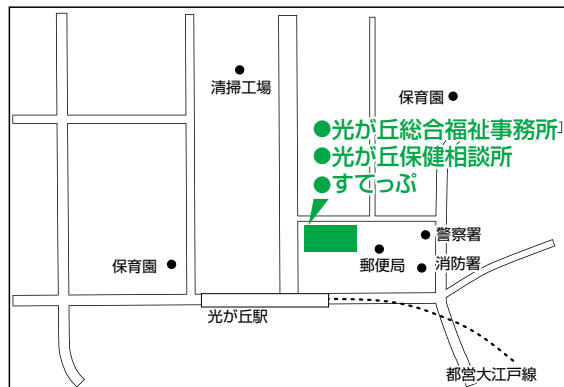 清掃工場
保育園
●光が丘総合福祉事務所
●光が丘保健相談所
●すてっぷ
警察署
郵便局
消防署
保育園
光が丘駅
都営大江戸線